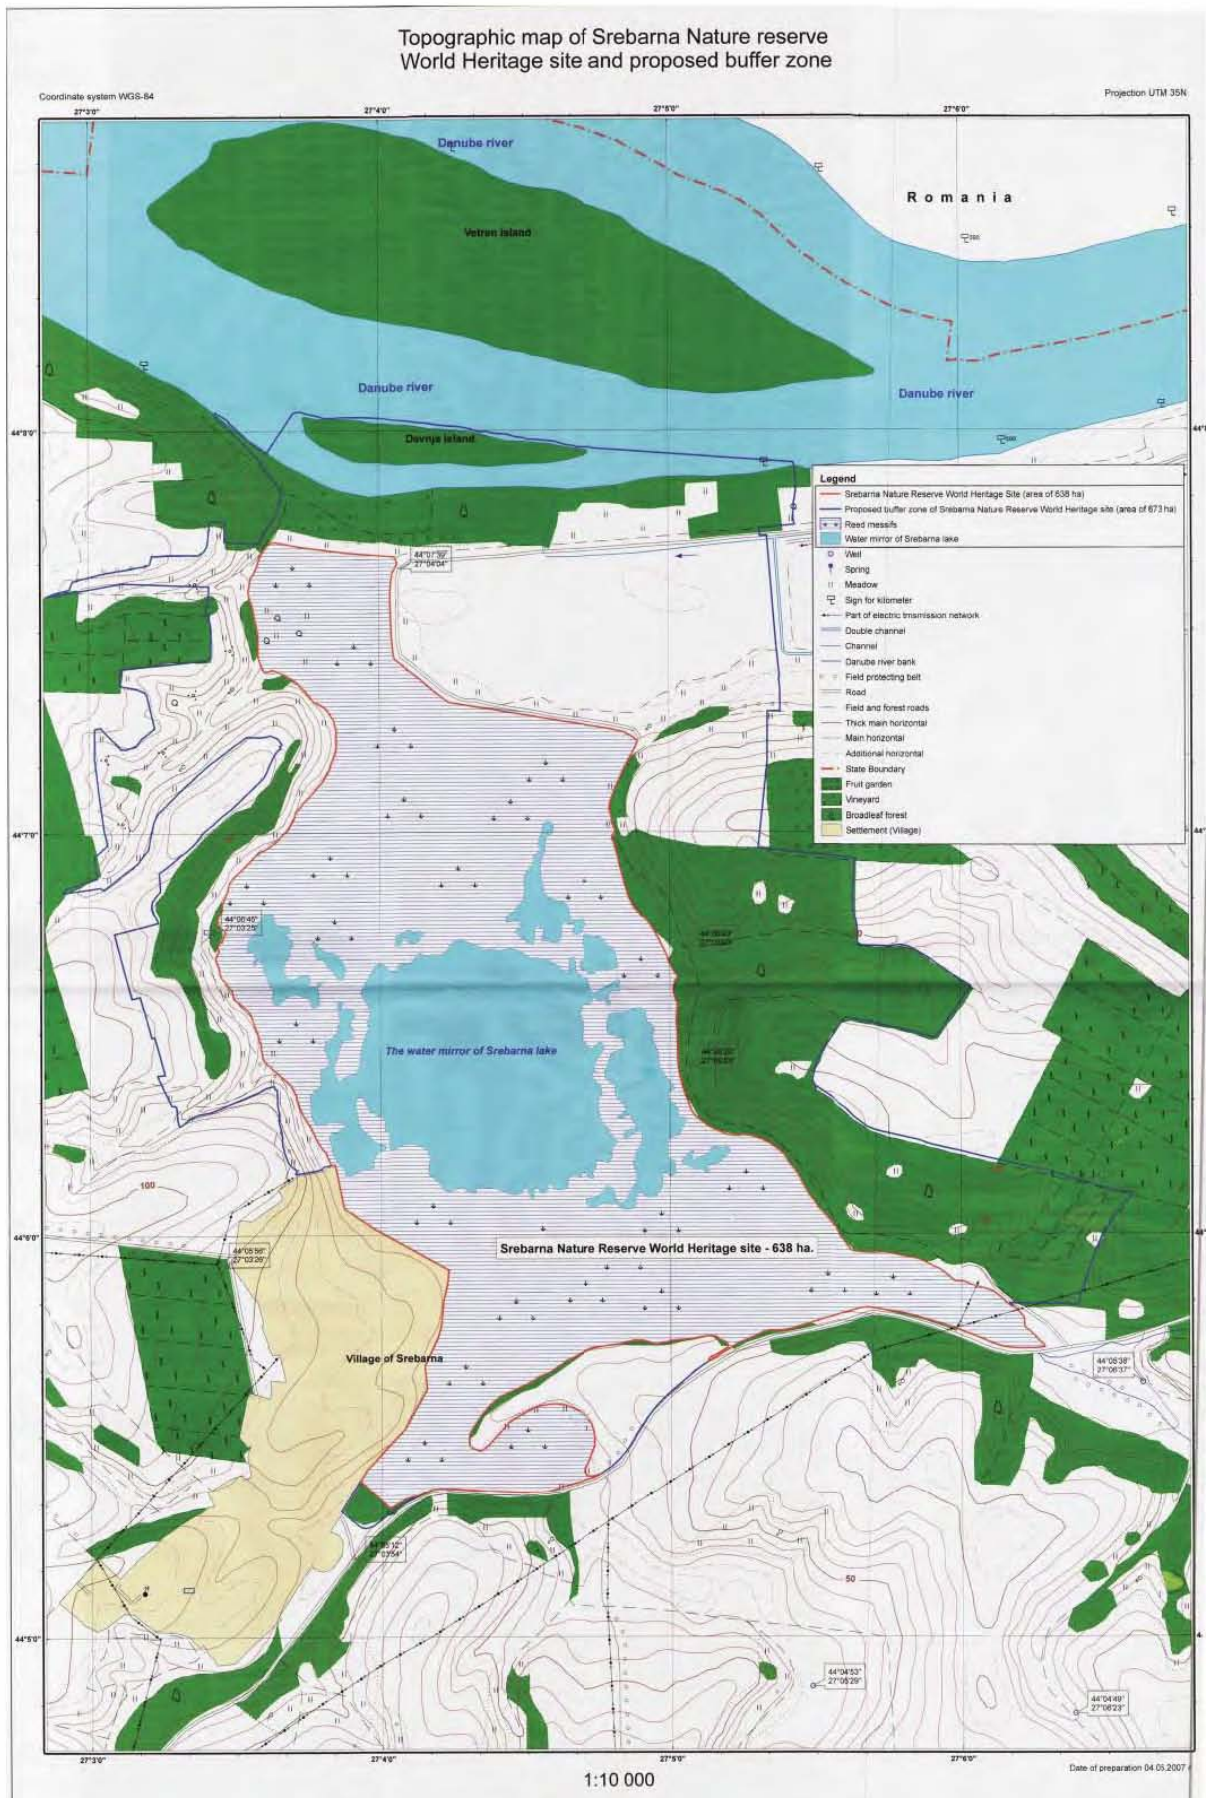 Topographic map of Srebarna Nature reserve
World Heritage site and proposed buffer zone
Coordinate system WGS-84
Projection UTM 35N
27°3'0"
27°4'0"
27°5'0"
27°6'0"
Danube river
Romania
Vetren island
Danube river
Danube river
44°8'0"
Devnja island
Legend
Srebarna Nature Reserve World Heritage Site (area of 638 ha)
Proposed buffer zone of Srebarna Nature Reserve World Heritage site (area of 673 ha)
Reed messifs
Water mirror of Srebarna lake
Well
Spring
Meadow
Sign for kilometer
Part of electric trnsmission network
Double channel
Channel
Danube river bank
Field protecting belt
Road
Field and forest roads
Thick main horizontal
Main horizontal
Additional horizontal
State Boundary
Fruit garden
Vineyard
Broadleaf forest
Settlement (Village)
44°07'39"
27°04'04"
44°7'0"
44°06'45"
27°03'25"
The water mirror of Srebarna lake
100
44°6'0"
44°05'56"
27°03'26"
Srebarna Nature Reserve World Heritage site - 638 ha.
Village of Srebarna
44°05'38"
27°06'37"
44°05'12"
27°03'54"
50
44°5'0"
44°04'53"
27°05'29"
44°04'49"
27°06'23"
27°3'0"
27°4'0"
27°5'0"
27°6'0"
1:10 000
Date of preparation 04.05.2007